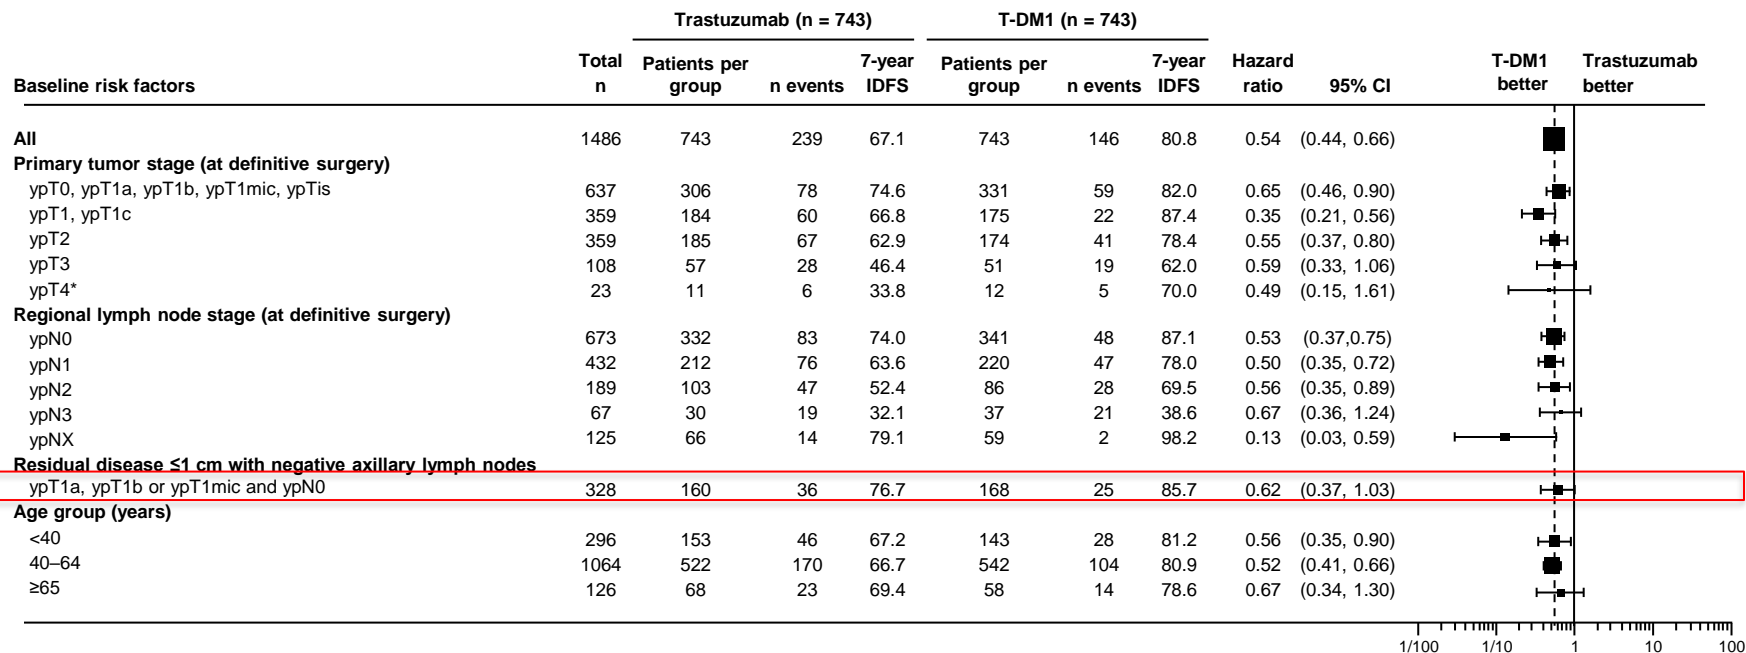 Trastuzumab (n = 743) T-DM1 (n = 743)
Baseline risk factors Total n Patients per group n events 7-year IDFS Patients per group n events 7-year IDFS Hazard ratio 95% CI T-DM1 better Trastuzumab better
All 1486 743 239 67.1 743 146 80.8 0.54 (0.44, 0.66)
Primary tumor stage (at definitive surgery)
ypT0, ypT1a, ypT1b, ypT1mic, ypTis 637 306 78 74.6 331 59 82.0 0.65 (0.46, 0.90)
ypT1, ypT1c 359 184 60 66.8 175 22 87.4 0.35 (0.21, 0.56)
ypT2 359 185 67 62.9 174 41 78.4 0.55 (0.37, 0.80)
ypT3 108 57 28 46.4 51 19 62.0 0.59 (0.33, 1.06)
ypT4* 23 11 6 33.8 12 5 70.0 0.49 (0.15, 1.61)
Regional lymph node stage (at definitive surgery)
ypN0 673 332 83 74.0 341 48 87.1 0.53 (0.37,0.75)
ypN1 432 212 76 63.6 220 47 78.0 0.50 (0.35, 0.72)
ypN2 189 103 47 52.4 86 28 69.5 0.56 (0.35, 0.89)
ypN3 67 30 19 32.1 37 21 38.6 0.67 (0.36, 1.24)
ypNX 125 66 14 79.1 59 2 98.2 0.13 (0.03, 0.59)
Residual disease ≤1 cm with negative axillary lymph nodes
ypT1a, ypT1b or ypT1mic and ypN0 328 160 36 76.7 168 25 85.7 0.62 (0.37, 1.03)
Age group (years)
<40 296 153 46 67.2 143 28 81.2 0.56 (0.35, 0.90)
40–64 1064 522 170 66.7 542 104 80.9 0.52 (0.41, 0.66)
≥65 126 68 23 69.4 58 14 78.6 0.67 (0.34, 1.30)
1/100 1/10 1 10 100